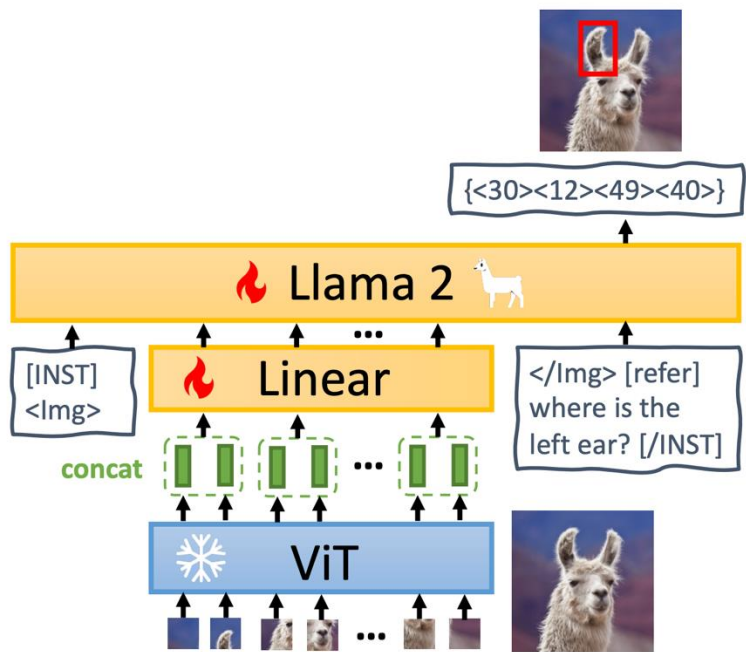 {<30><12><49><40>}
Llama 2
...
[INST]
<Img>
Linear
</Img> [refer]
where is the
left ear? [/INST]
concat
...
ViT
...